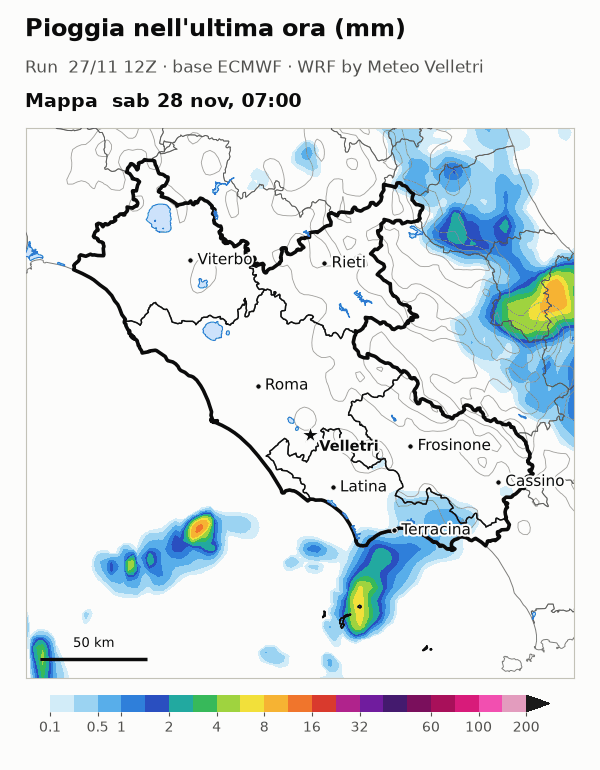 Pioggia nell'ultima ora (mm)
Run  27/11 12Z · base ECMWF · WRF by Meteo Velletri
Mappa  sab 28 nov, 07:00
Viterbo
Rieti
Roma
Velletri
Frosinone
Cassino
Latina
Terracina
50 km
0.1 0.5 1 2 4 8 16 32 60 100 200